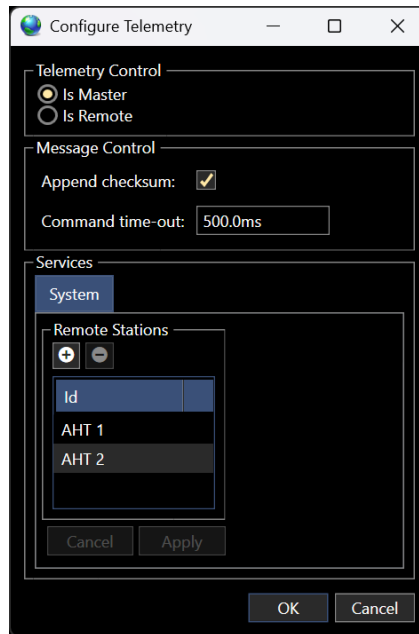 Configure Telemetry
Telemetry Control
Is Master
Is Remote
Message Control
Append checksum:
Command time-out: 500.0ms
Services
System
Remote Stations
Id
AHT 1
AHT 2
Cancel Apply
OK Cancel